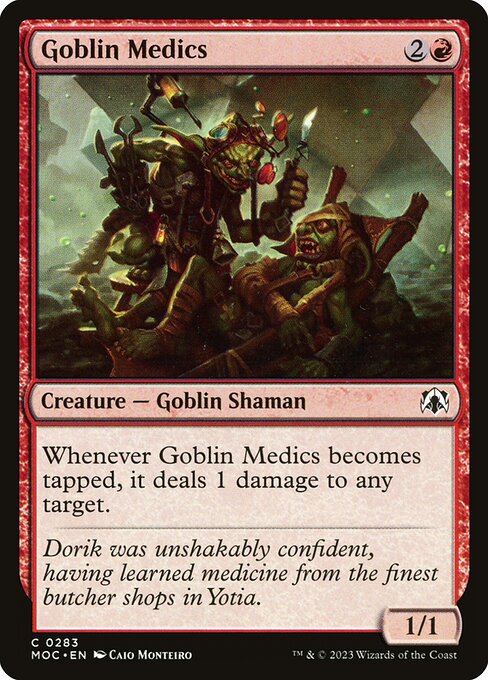 Goblin Medics 2
Creature — Goblin Shaman
Whenever Goblin Medics becomes
tapped, it deals 1 damage to any
target.
Dorik was unshakably confident,
having learned medicine from the finest
butcher shops in Yotia.
1/1
C 0283
MOC • EN Caio Monteiro
™ & © 2023 Wizards of the Coast